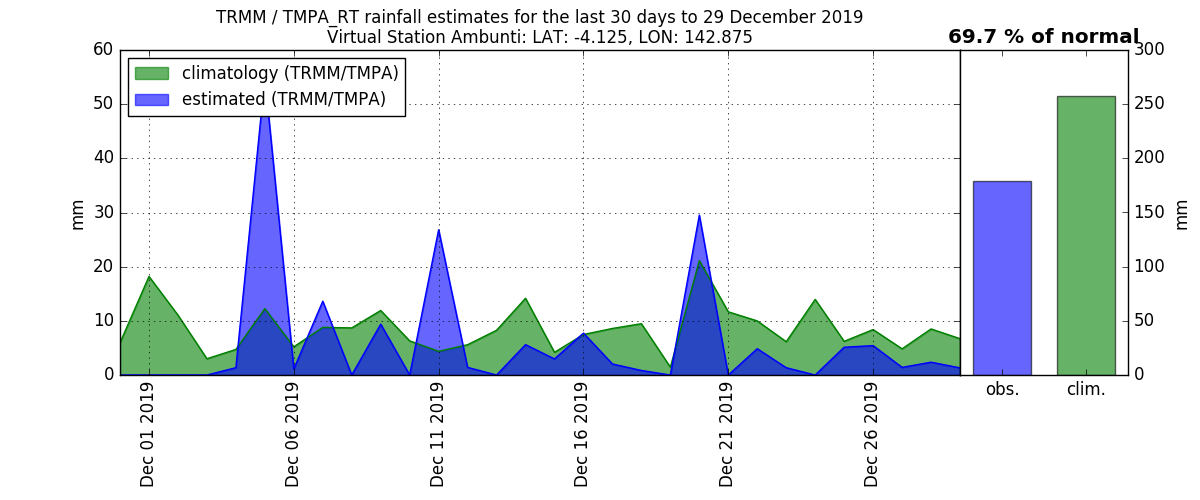 TRMM / TMPA_RT rainfall estimates for the last 30 days to 29 December 2019
Virtual Station Ambunti: LAT: -4.125, LON: 142.875
69.7 % of normal
climatology (TRMM/TMPA)
estimated (TRMM/TMPA)
60
50
40
30
20
10
0
mm
Dec 01 2019
Dec 06 2019
Dec 11 2019
Dec 16 2019
Dec 21 2019
Dec 26 2019
300
250
200
150
100
50
0
mm
obs.
clim.